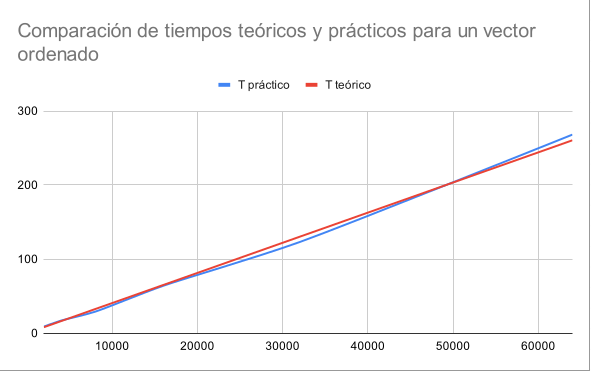 Comparación de tiempos teóricos y prácticos para un vector
ordenado
T práctico T teórico
300
200
100
0
10000 20000 30000 40000 50000 60000